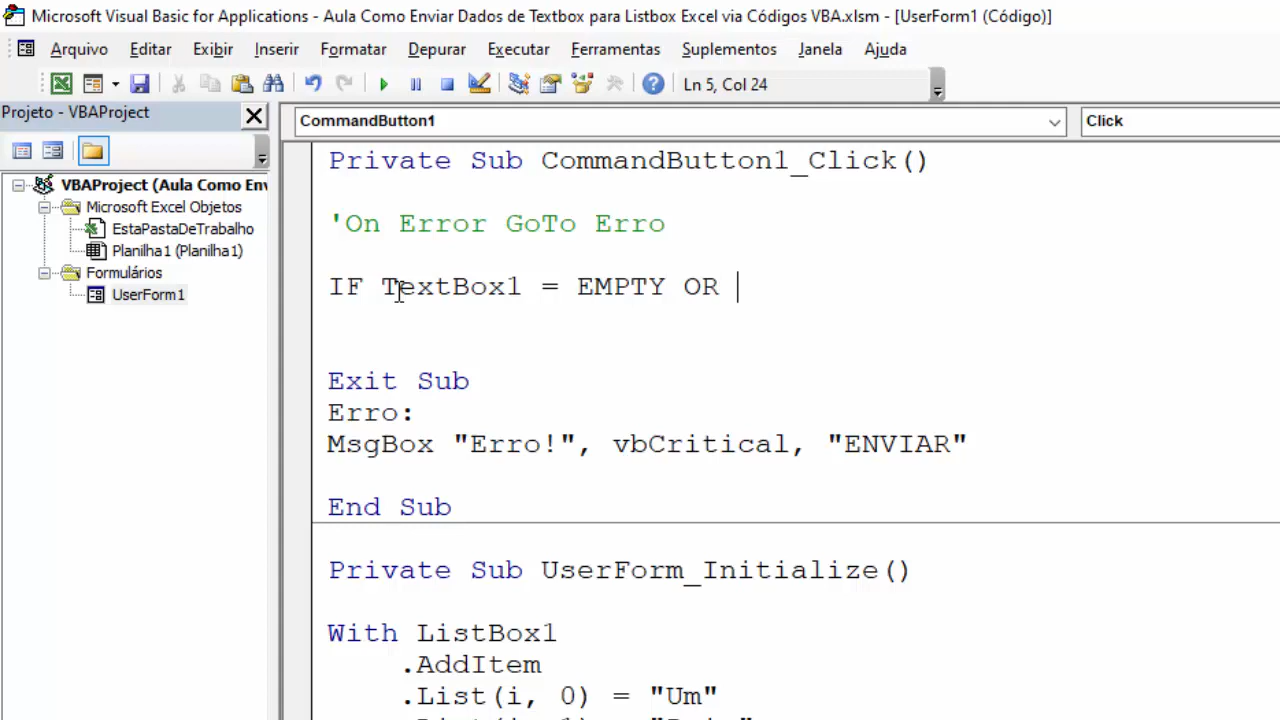 Microsoft Visual Basic for Applications - Aula Como Enviar Dados de Textbox para Listbox Excel via Códigos VBA.xlsm - [UserForm1 (Código)]
Arquivo Editar Exibir Inserir Formatar Depurar Executar Ferramentas Suplementos Janela Ajuda
Ln 5, Col 24
Projeto - VBAProject
VBAProject (Aula Como Env
Microsoft Excel Objetos
EstaPastaDeTrabalho
Planilha1 (Planilha1)
Formulários
UserForm1
CommandButton1
Click
Private Sub CommandButton1_Click()
'On Error GoTo Erro
IF TextBox1 = EMPTY OR
Exit Sub
Erro:
MsgBox "Erro!", vbCritical, "ENVIAR"
End Sub
Private Sub UserForm_Initialize()
With ListBox1
.AddItem
.List(i, 0) = "Um"